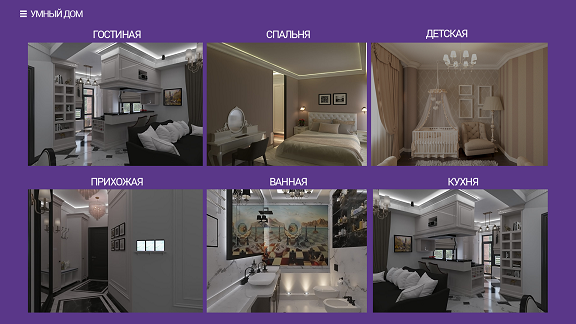 УМНЫЙ ДОМ
ГОСТИНАЯ
СПАЛЬНЯ
ДЕТСКАЯ
ПРИХОЖАЯ
ВАННАЯ
КУХНЯ